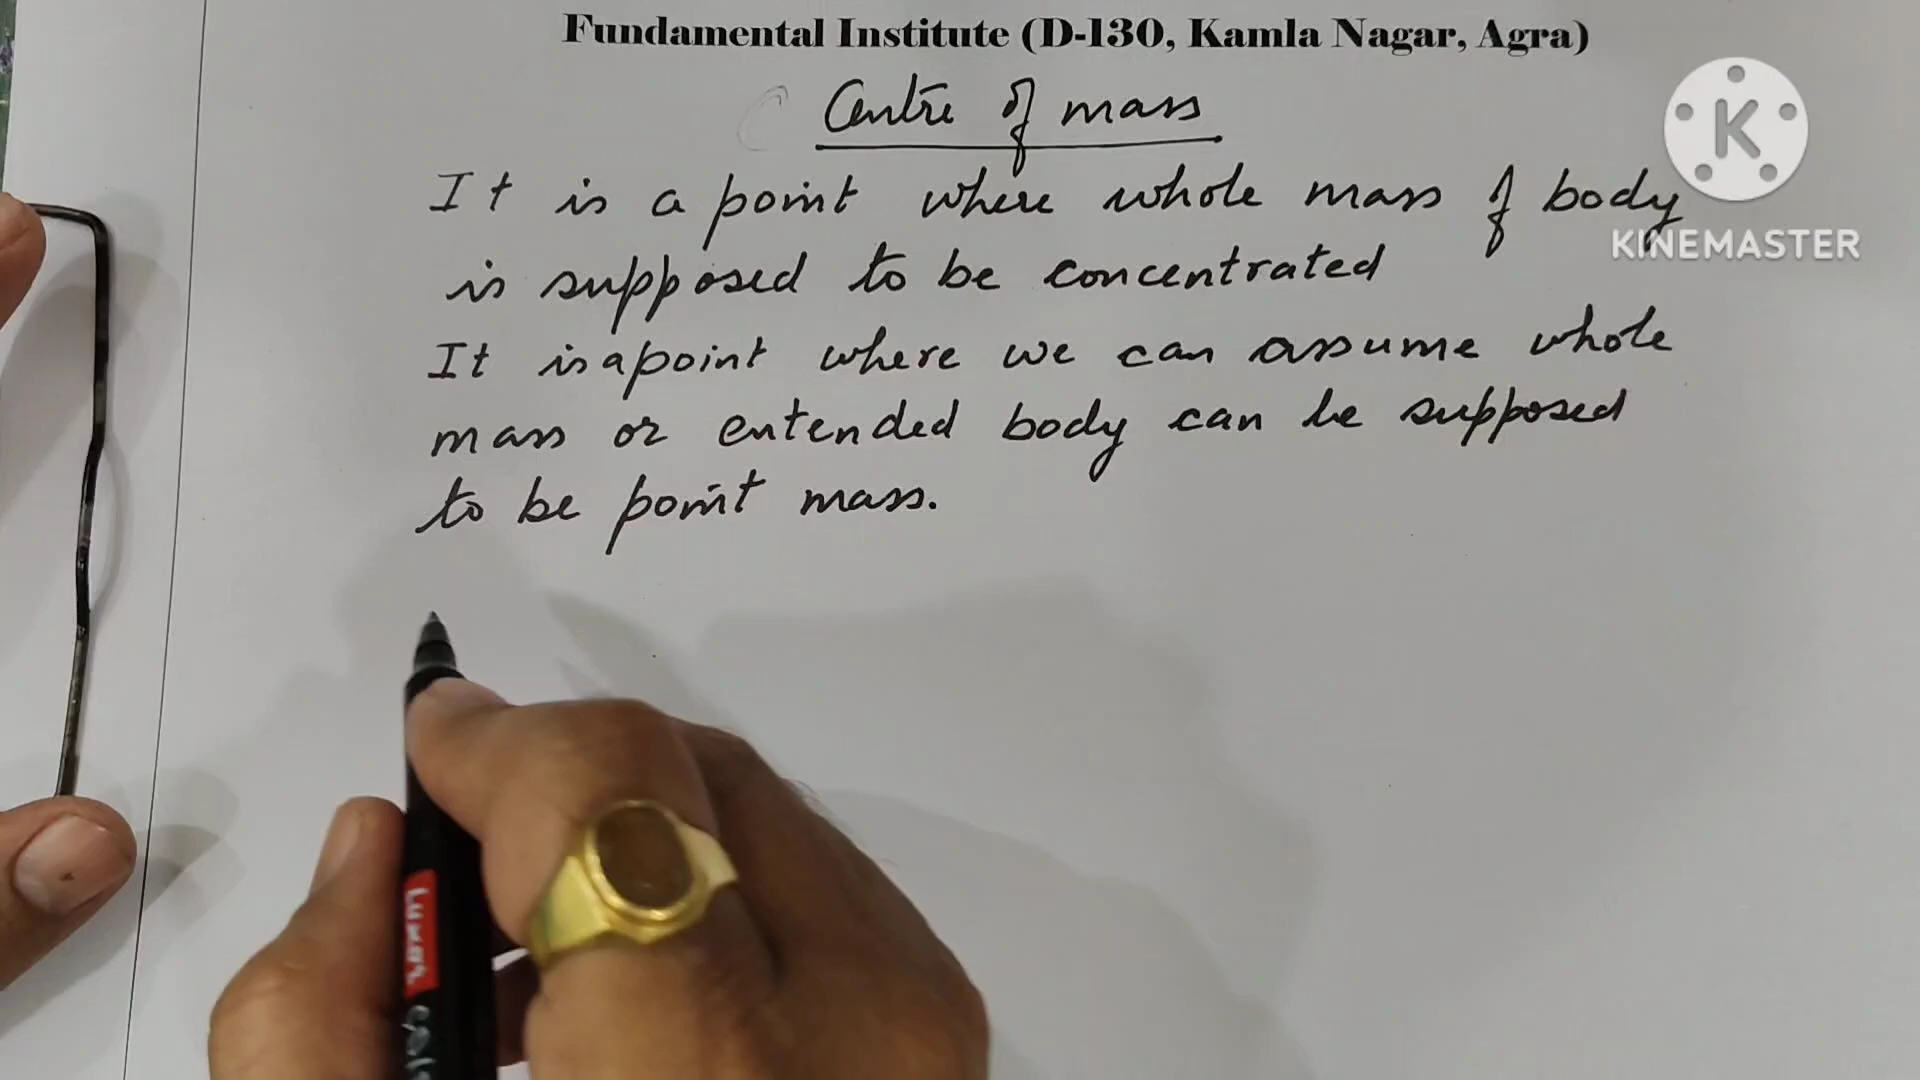 Fundamental Institute (D-130, Kamla Nagar, Agra)
Centre of mass
It is a point where whole mass of body
is supposed to be concentrated
It is a point where we can assume whole
mass or entended body can be supposed
to be point mass.
K
KINEMASTER
Luxor